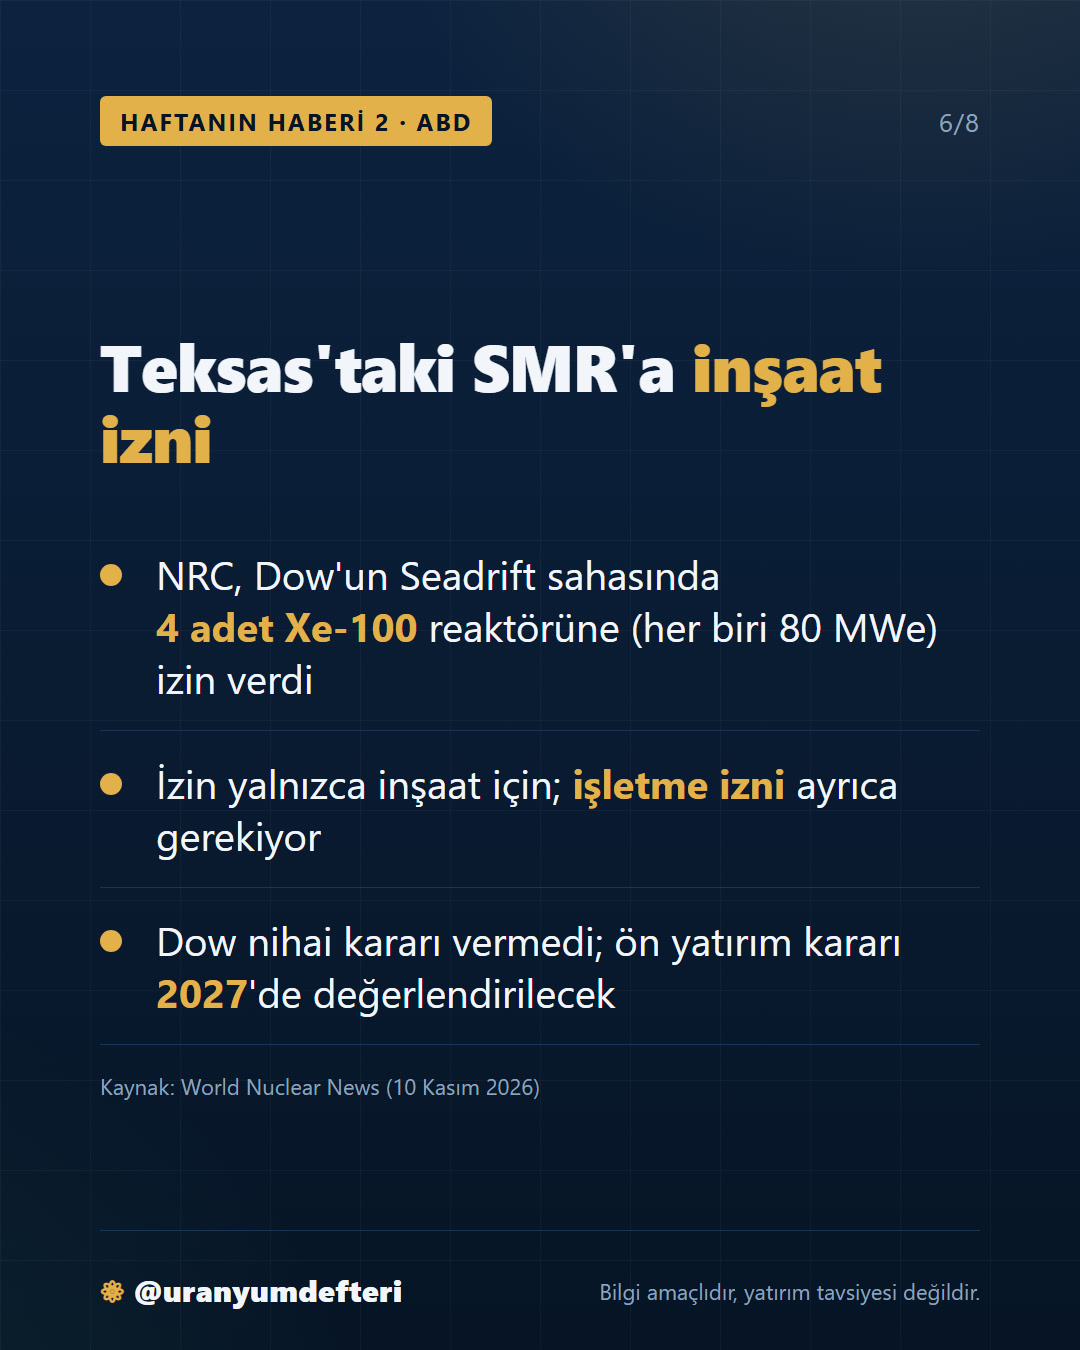 HAFTANIN HABERİ 2 · ABD
6/8
Teksas'taki SMR'a inşaat
izni
NRC, Dow'un Seadrift sahasında
4 adet Xe-100 reaktörüne (her biri 80 MWe)
izin verdi
İzin yalnızca inşaat için; işletme izni ayrıca
gerekiyor
Dow nihai kararı vermedi; ön yatırım kararı
2027'de değerlendirilecek
Kaynak: World Nuclear News (10 Kasım 2026)
@uranyumdefteri
Bilgi amaçlıdır, yatırım tavsiyesi değildir.